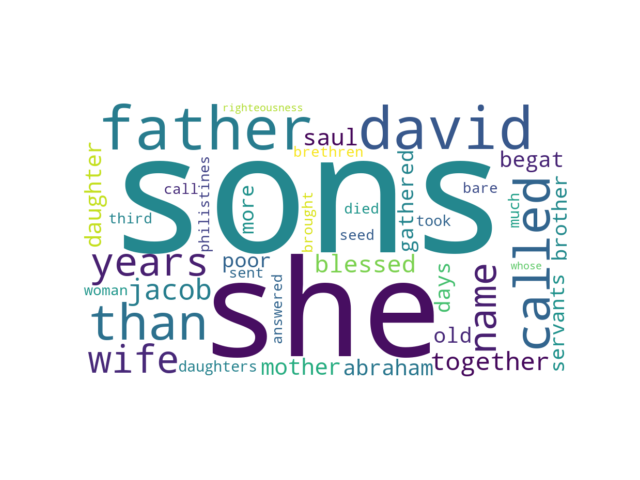 righteousness
father
saul
david
brethren
begat
daughter
sons
philistines
call
more
third
brought
died
seed
gathered
took
bare
much
called
brother
years
poor
sent
blessed
days
name
whose
servants
woman
jacob
she
answered
than
old
wife
daughters
mother
abraham
together